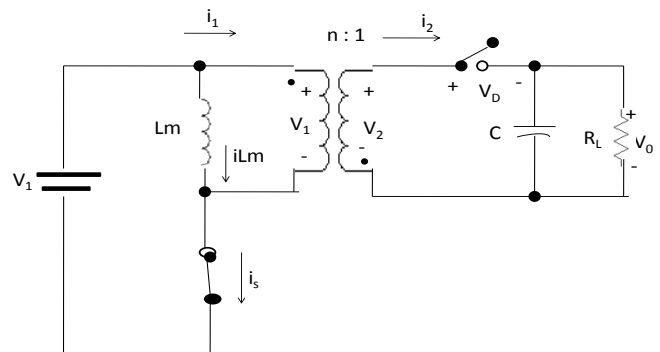 i1
n : 1
i2
+
VD
-
Lm
+
V1
-
+
V2
-
C
RL
+
V0
-
iLm
V1
is